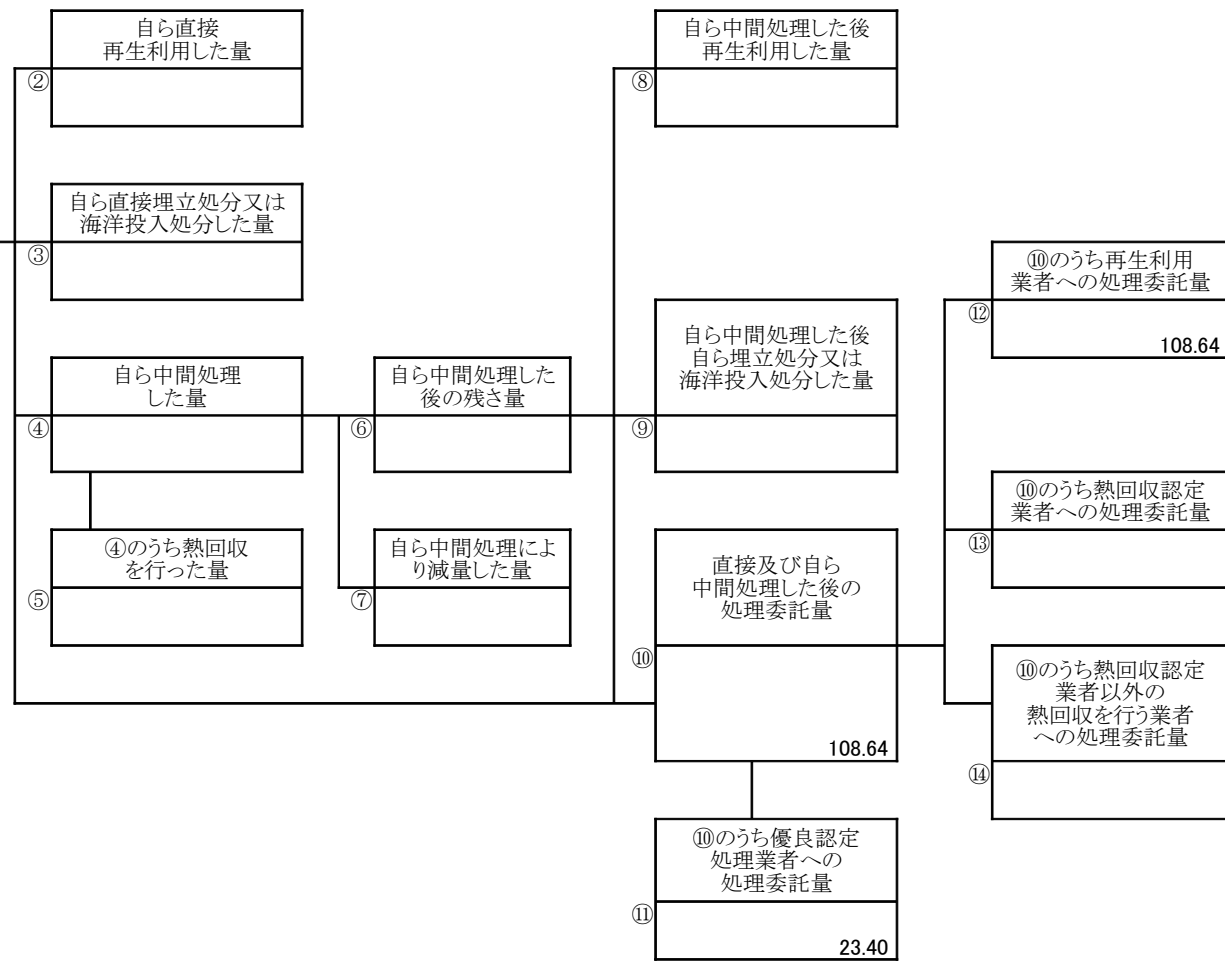 自ら直接
再生利用した量
②
自ら直接埋立処分又は
海洋投入処分した量
③
自ら中間処理
した量
④
④のうち熱回収
を行った量
⑤
自ら中間処理した
後の残さ量
⑥
自ら中間処理によ
り減量した量
⑦
自ら中間処理した後
再生利用した量
⑧
自ら中間処理した後
自ら埋立処分又は
海洋投入処分した量
⑨
直接及び自ら
中間処理した後の
処理委託量
⑩
108.64
⑩のうち優良認定
処理業者への
処理委託量
⑪
23.40
⑩のうち再生利用
業者への処理委託量
⑫
108.64
⑩のうち熱回収認定
業者への処理委託量
⑬
⑩のうち熱回収認定
業者以外の
熱回収を行う業者
への処理委託量
⑭